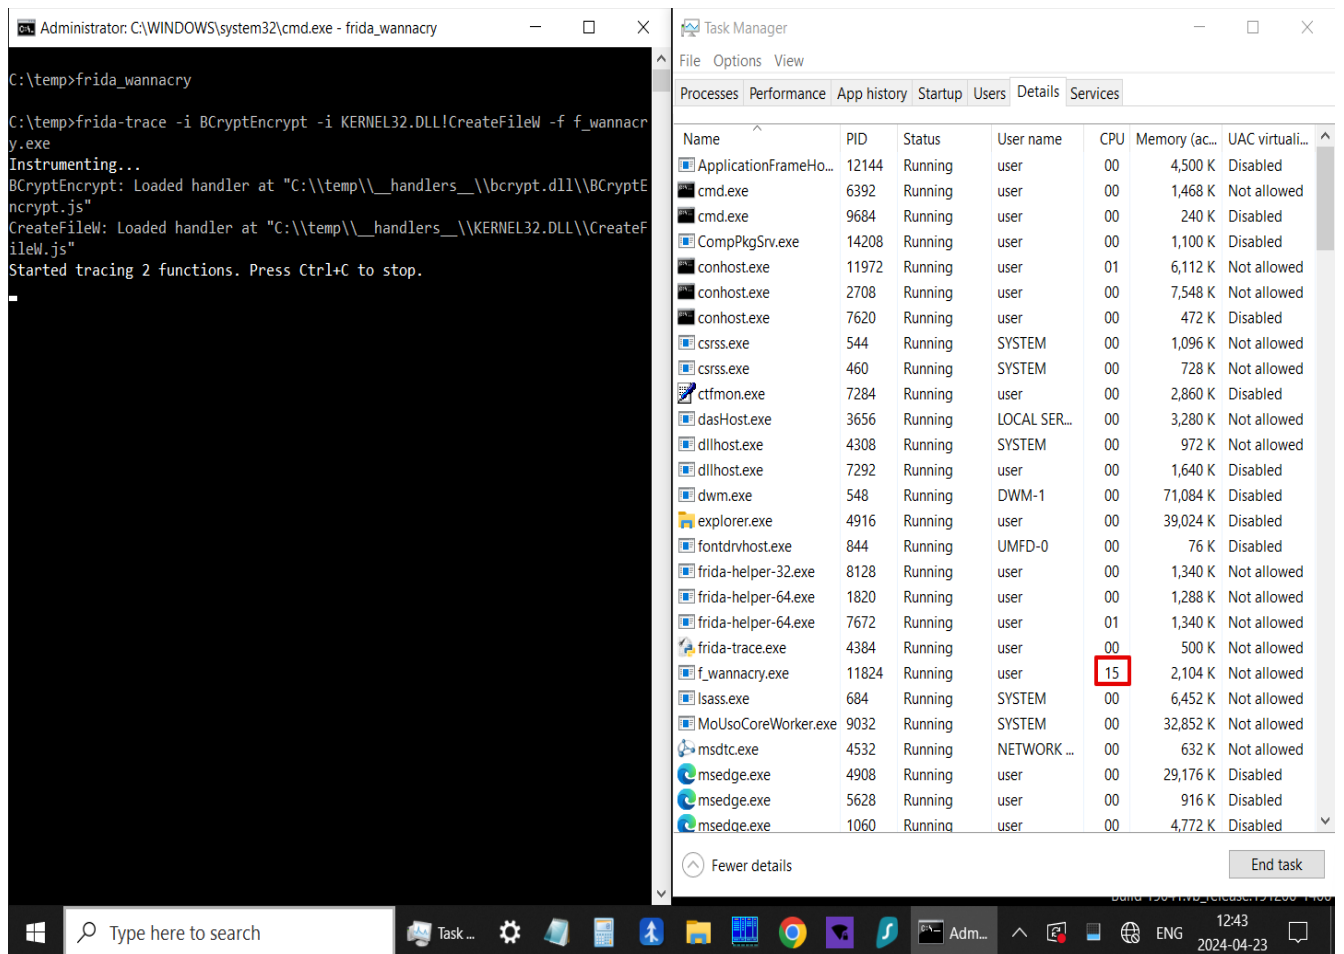 Administrator: C:\WINDOWS\system32\cmd.exe - frida_wannacry
C:\temp>frida_wannacry
C:\temp>frida-trace -i BCryptEncrypt -i KERNEL32.DLL!CreateFileW -f f_wannacr
y.exe
Instrumenting...
BCryptEncrypt: Loaded handler at "C:\\temp\\__handlers__\\bcrypt.dll\\BCryptE
ncrypt.js"
CreateFileW: Loaded handler at "C:\\temp\\__handlers__\\KERNEL32.DLL\\CreateF
ileW.js"
Started tracing 2 functions. Press Ctrl+C to stop.
Task Manager
File Options View
Processes Performance App history Startup Users Details Services
Name PID Status User name CPU Memory (ac... UAC virtuali...
ApplicationFrameHo... 12144 Running user 00 4,500 K Disabled
cmd.exe 6392 Running user 00 1,468 K Not allowed
cmd.exe 9684 Running user 00 240 K Disabled
CompPkgSrv.exe 14208 Running user 00 1,100 K Disabled
conhost.exe 11972 Running user 01 6,112 K Not allowed
conhost.exe 2708 Running user 00 7,548 K Not allowed
conhost.exe 7620 Running user 00 472 K Disabled
csrss.exe 544 Running SYSTEM 00 1,096 K Not allowed
csrss.exe 460 Running SYSTEM 00 728 K Not allowed
ctfmon.exe 7284 Running user 00 2,860 K Disabled
dasHost.exe 3656 Running LOCAL SER... 00 3,280 K Not allowed
dllhost.exe 4308 Running SYSTEM 00 972 K Not allowed
dllhost.exe 7292 Running user 00 1,640 K Disabled
dwm.exe 548 Running DWM-1 00 71,084 K Disabled
explorer.exe 4916 Running user 00 39,024 K Disabled
fontdrvhost.exe 844 Running UMFD-0 00 76 K Disabled
frida-helper-32.exe 8128 Running user 00 1,340 K Not allowed
frida-helper-64.exe 1820 Running user 00 1,288 K Not allowed
frida-helper-64.exe 7672 Running user 01 1,340 K Not allowed
frida-trace.exe 4384 Running user 00 500 K Not allowed
f_wannacry.exe 11824 Running user 15 2,104 K Not allowed
lsass.exe 684 Running SYSTEM 00 6,452 K Not allowed
MoUsoCoreWorker.exe 9032 Running SYSTEM 00 32,852 K Not allowed
msdtc.exe 4532 Running NETWORK ... 00 632 K Not allowed
msedge.exe 4908 Running user 00 29,176 K Disabled
msedge.exe 5628 Running user 00 916 K Disabled
msedge.exe 1060 Running user 00 4,772 K Disabled
Fewer details
End task
Type here to search
Task ...
Adm...
ENG
12:43
2024-04-23